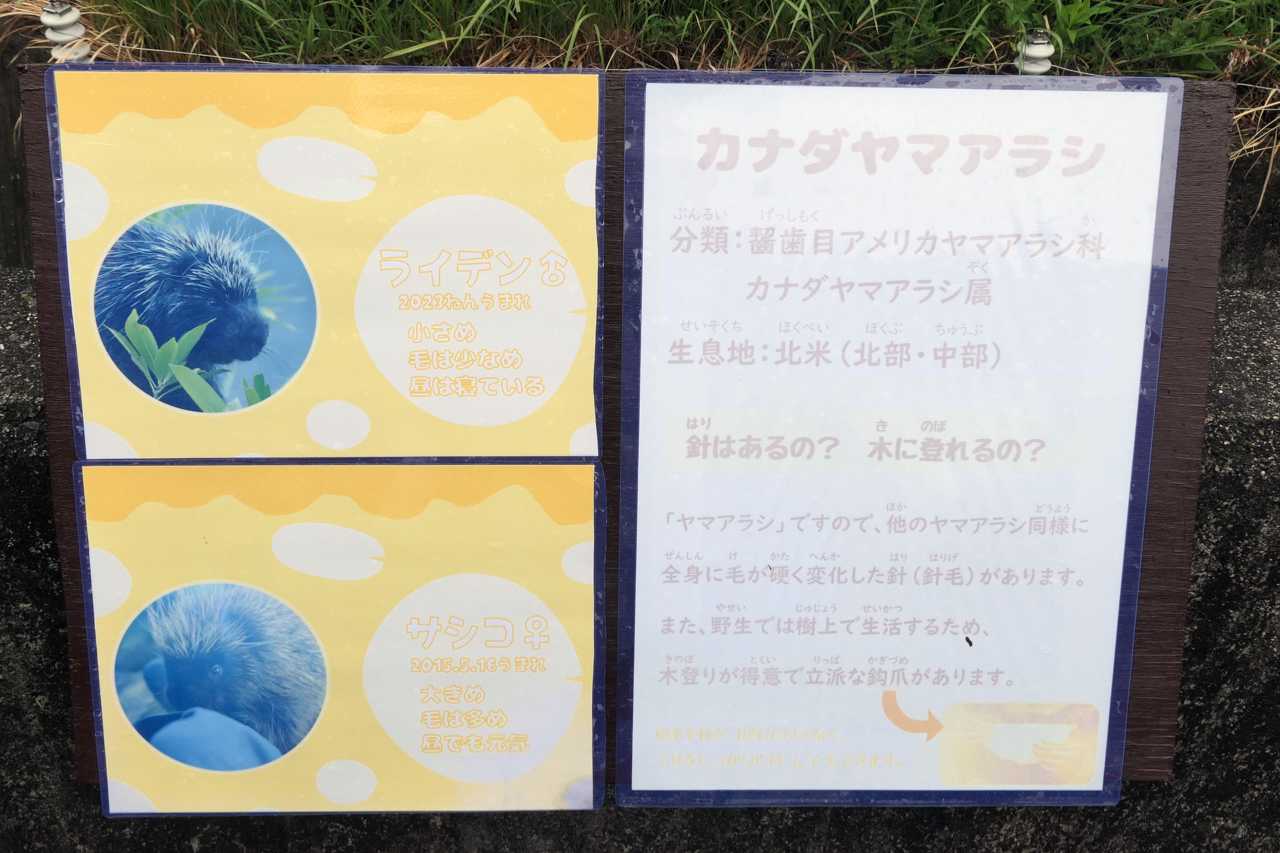 ライデン♂
2023ねんうまれ
小さめ
毛は少なめ
昼は寝ている
サシコ♀
2015.5.18うまれ
大きめ
毛は多め
昼でも元気
カナダヤマアラシ
ぶんるい げっしもく か
分類：齧歯目アメリカヤマアラシ科
ぞく
カナダヤマアラシ属
せいそくち ほくべい ほくぶ ちゅうぶ
生息地：北米（北部・中部）
はり き のぼ
針はあるの？ 木に登れるの？
ほか どうよう
「ヤマアラシ」ですので、他のヤマアラシ同様に
ぜんしん け かた へんか はり はりげ
全身に毛が硬く変化した針（針毛）があります。
やせい じゅじょう せいかつ
また、野生では樹上で生活するため、
きのぼ とくい りっぱ かぎづめ
木登りが得意で立派な鈎爪があります。